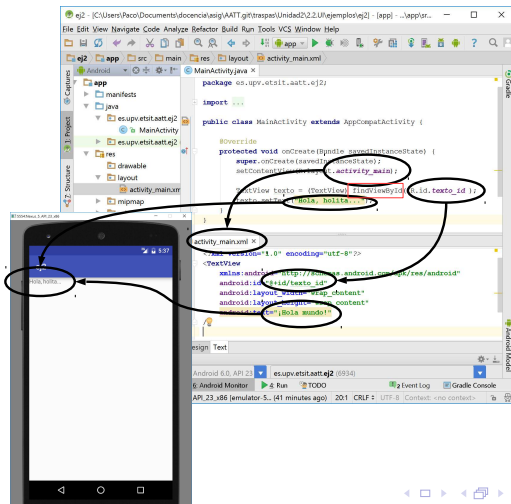 ej2 - [C:\Users\Paco\Documents\docencia\asig\AATT.git\traspas\Unidad2\2.2.UI\ejemplos\ej2] - [app] - ...\app\sr...
File Edit View Navigate Code Analyze Refactor Build Run Tools VCS Window Help
app
ej2 app src main res layout activity_main.xml
Android
MainActivity.java
Captures
1: Project
7: Structure
Gradle
Android Model
app
manifests
java
es.upv.etsit.aatt.ej2
MainActivity
es.upv.etsit.aatt.ej2
res
drawable
layout
activity_main.xm
mipmap
package es.upv.etsit.aatt.ej2;
import ...
public class MainActivity extends AppCompatActivity {
@Override
protected void onCreate(Bundle savedInstanceState) {
super.onCreate(savedInstanceState);
setContentView(R.layout.activity_main);
TextView texto = (TextView) findViewById(R.id.texto_id );
texto.setText("Hola, holita...");
}
}
activity_main.xml
<?xml version="1.0" encoding="utf-8"?>
<TextView
xmlns:android="http://schemas.android.com/apk/res/android"
android:id="@+id/texto_id"
android:layout_width="wrap_content"
android:layout_height="wrap_content"
android:text="¡Hola mundo!"
/>
esign Text
Android 6.0, API 23 es.upv.etsit.aatt.ej2 (6934)
6: Android Monitor 4: Run TODO 2 Event Log Gradle Console
API_23_x86 [emulator-5... (41 minutes ago) 20:1 CRLF UTF-8 Context: <no context>
5:37
ej2
Hola, holita...